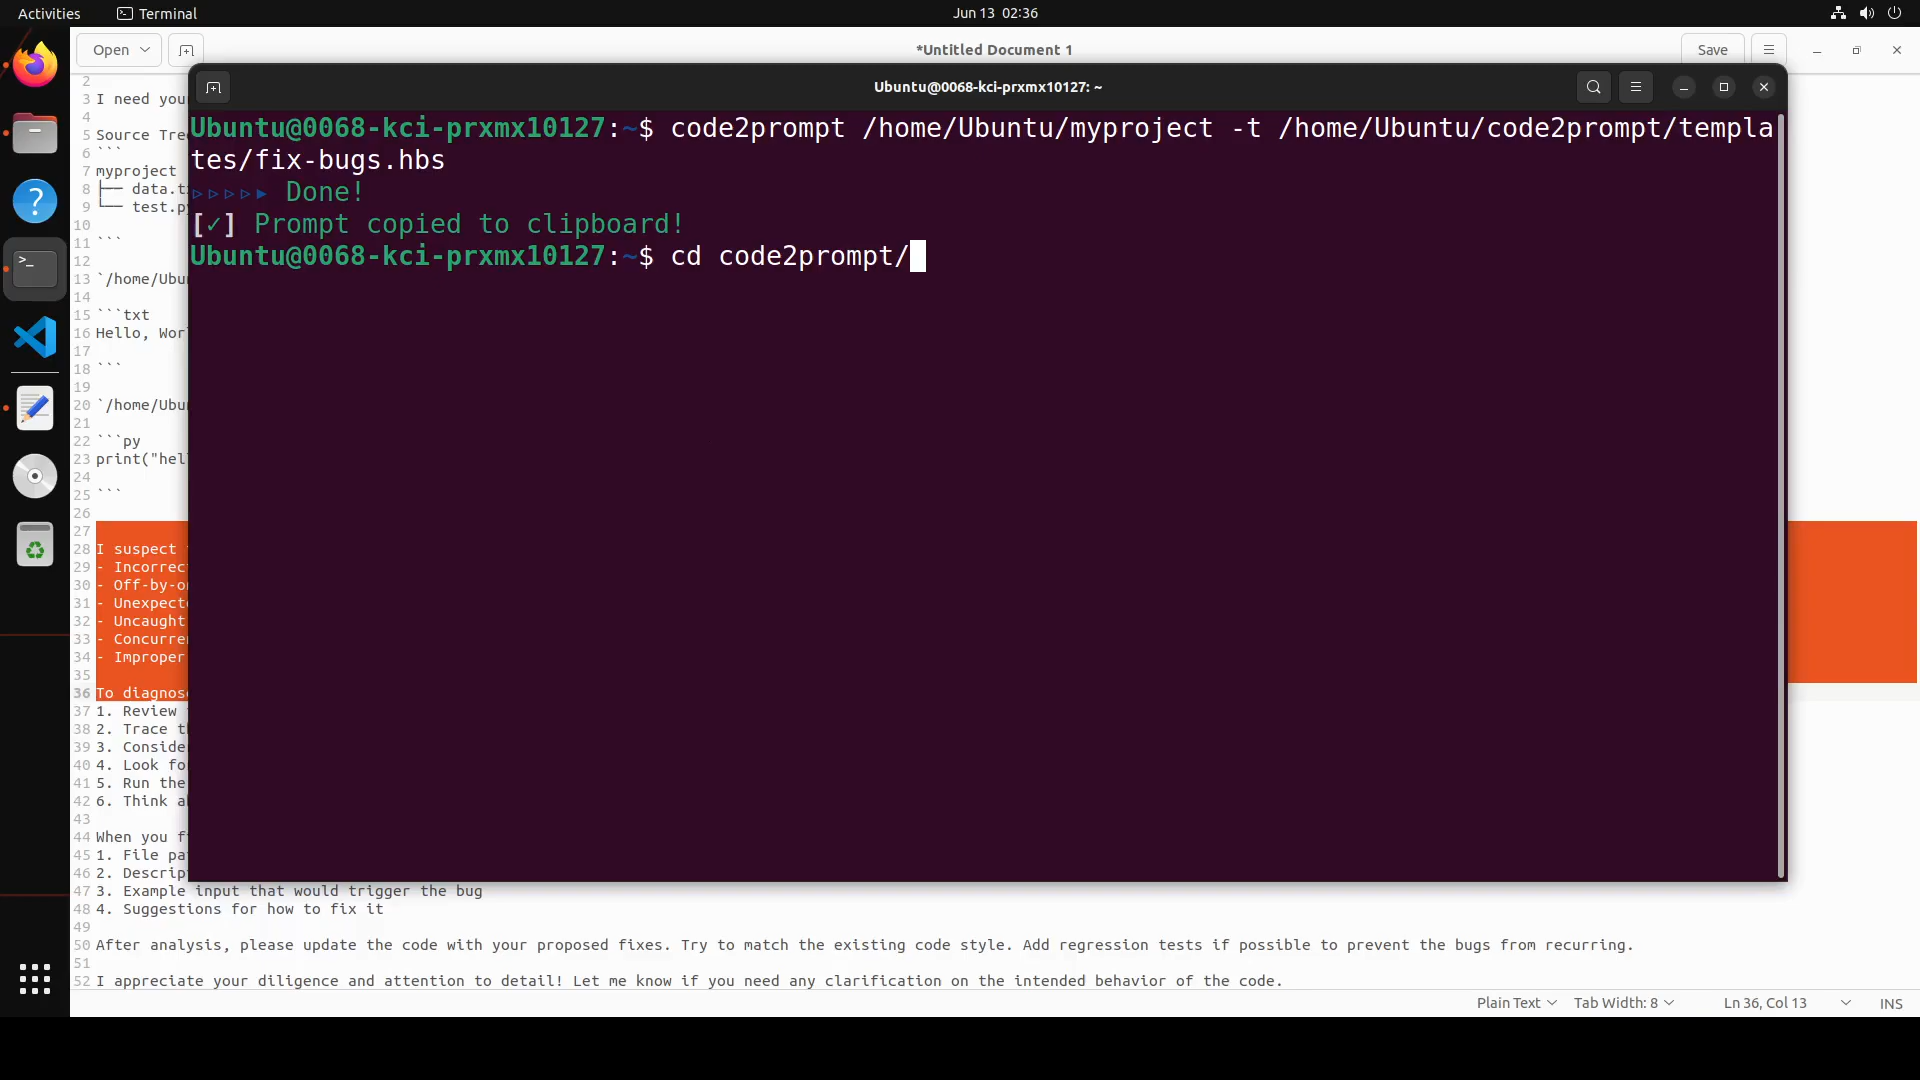 Activities
Terminal
Jun 13 02:36
Open
*Untitled Document 1
Save
Ubuntu@0068-kci-prxmx10127: ~
Ubuntu@0068-kci-prxmx10127:~$ code2prompt /home/Ubuntu/myproject -t /home/Ubuntu/code2prompt/templa
tes/fix-bugs.hbs
▹▹▹▹▸ Done!
[✓] Prompt copied to clipboard!
Ubuntu@0068-kci-prxmx10127:~$ cd code2prompt/
2
3 I need you
4
5 Source Tre
6 ```
7 myproject
8 ├── data.t
9 └── test.p
10
11 ```
12
13 `/home/Ubu
14
15 ```txt
16 Hello, Wor
17
18 ```
19
20 `/home/Ubu
21
22 ```py
23 print("hel
24
25 ```
26
27
28 I suspect
29 - Incorrec
30 - Off-by-o
31 - Unexpect
32 - Uncaught
33 - Concurre
34 - Improper
35
36 To diagnos
37 1. Review
38 2. Trace t
39 3. Conside
40 4. Look fo
41 5. Run the
42 6. Think a
43
44 When you f
45 1. File pa
46 2. Descrip
47 3. Example input that would trigger the bug
48 4. Suggestions for how to fix it
49
50 After analysis, please update the code with your proposed fixes. Try to match the existing code style. Add regression tests if possible to prevent the bugs from recurring.
51
52 I appreciate your diligence and attention to detail! Let me know if you need any clarification on the intended behavior of the code.
Plain Text
Tab Width: 8
Ln 36, Col 13
INS